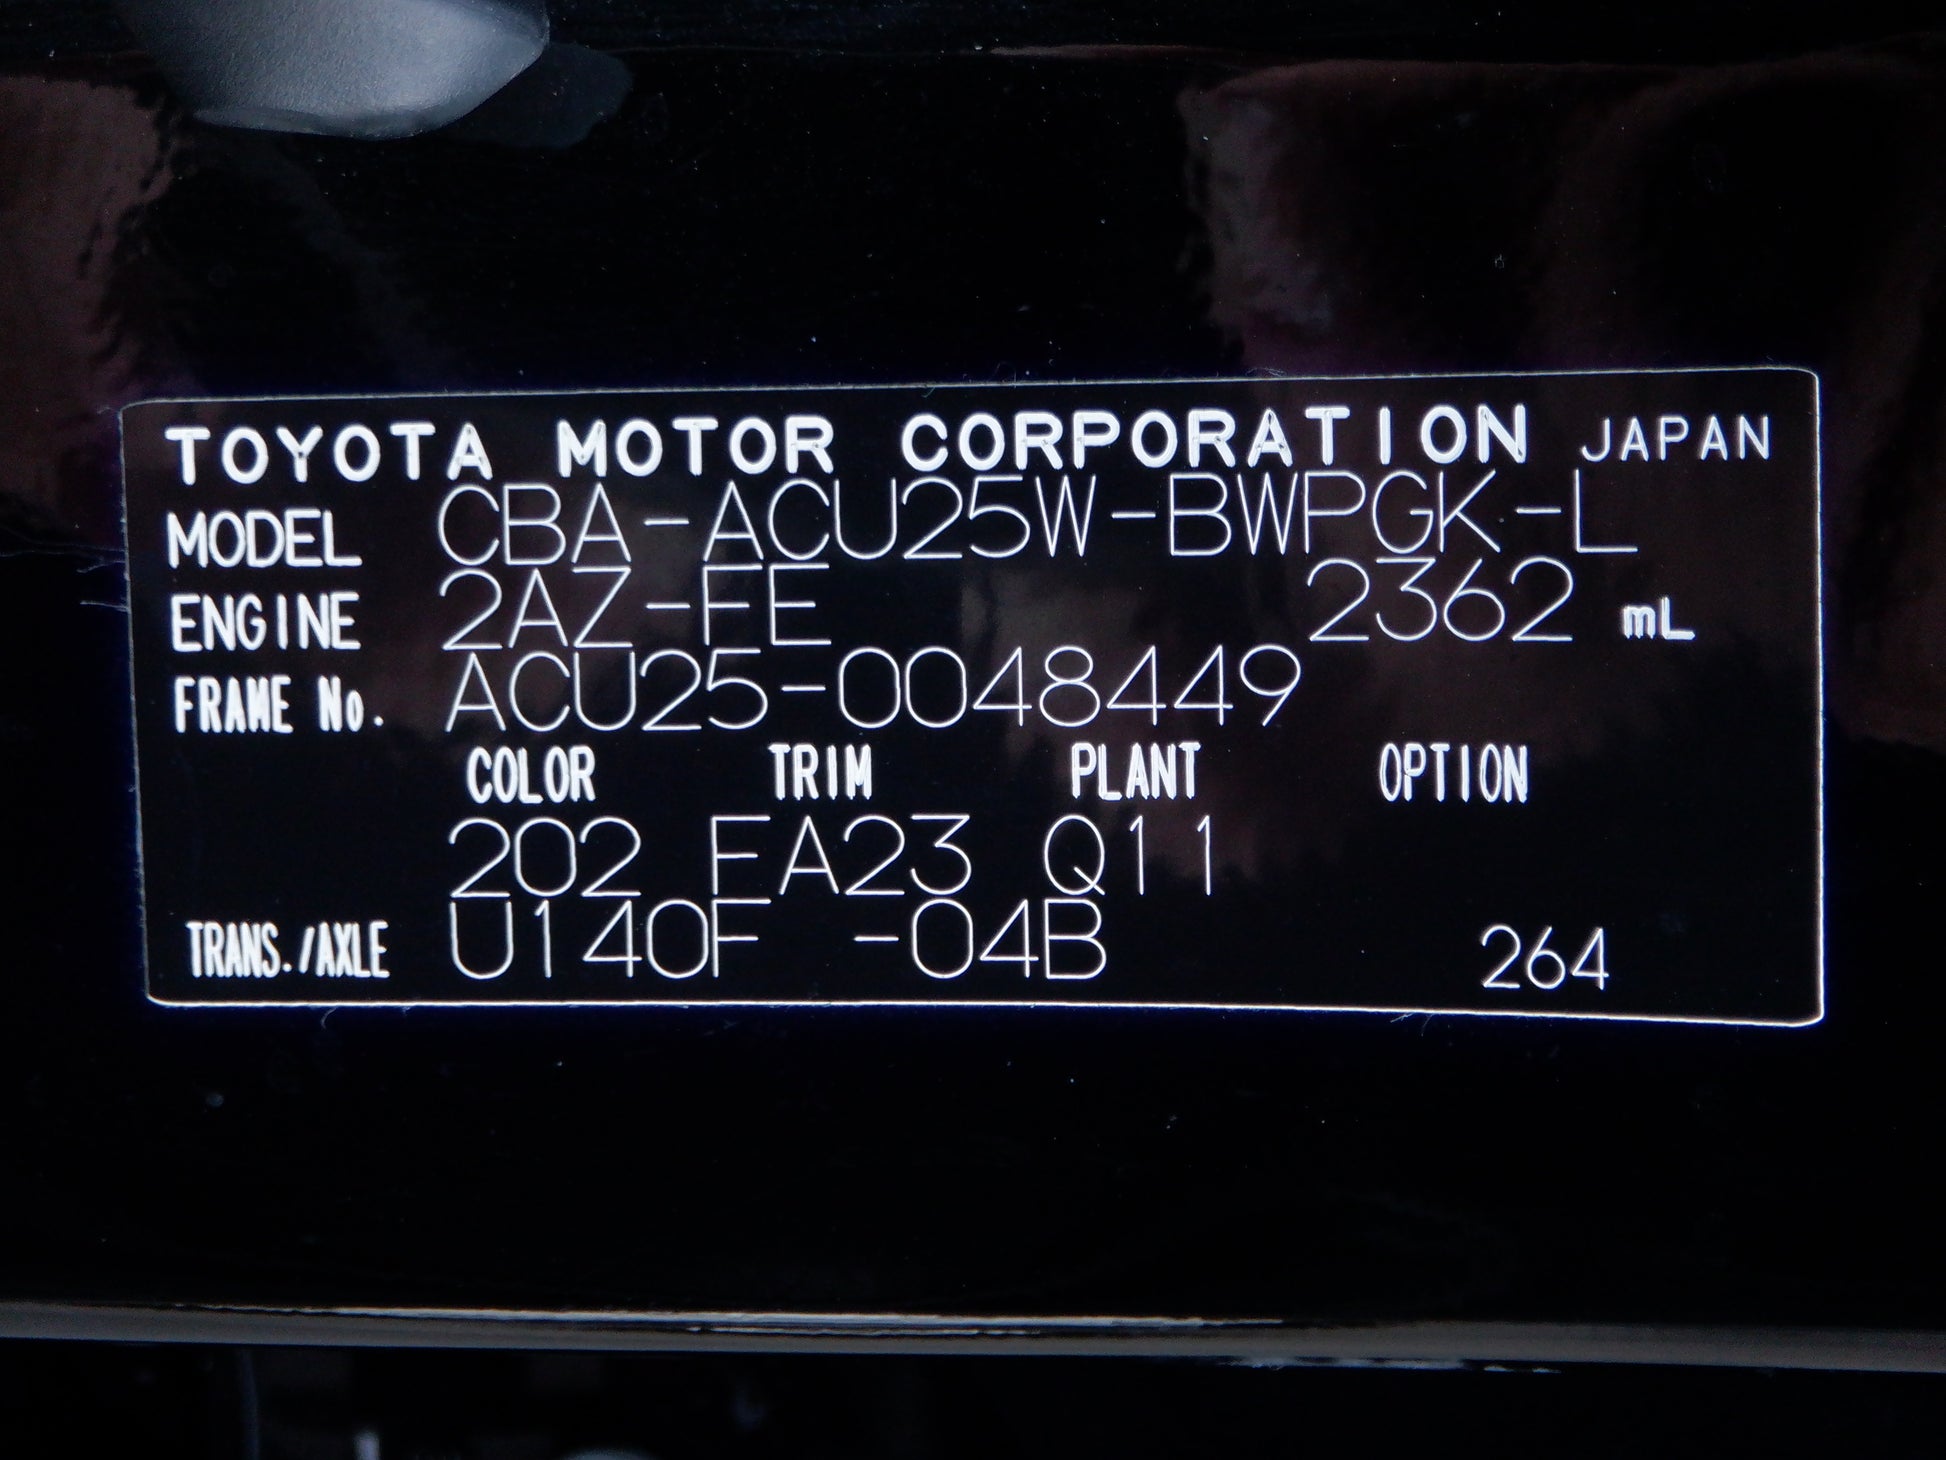 TOYOTA MOTOR CORPORATION JAPAN
MODEL CBA-ACU25W-BWPGK-L
ENGINE 2AZ-FE 2362 mL
FRAME No. ACU25-0048449
COLOR TRIM PLANT OPTION
202 FA23 Q11
TRANS./AXLE U140F -04B 264